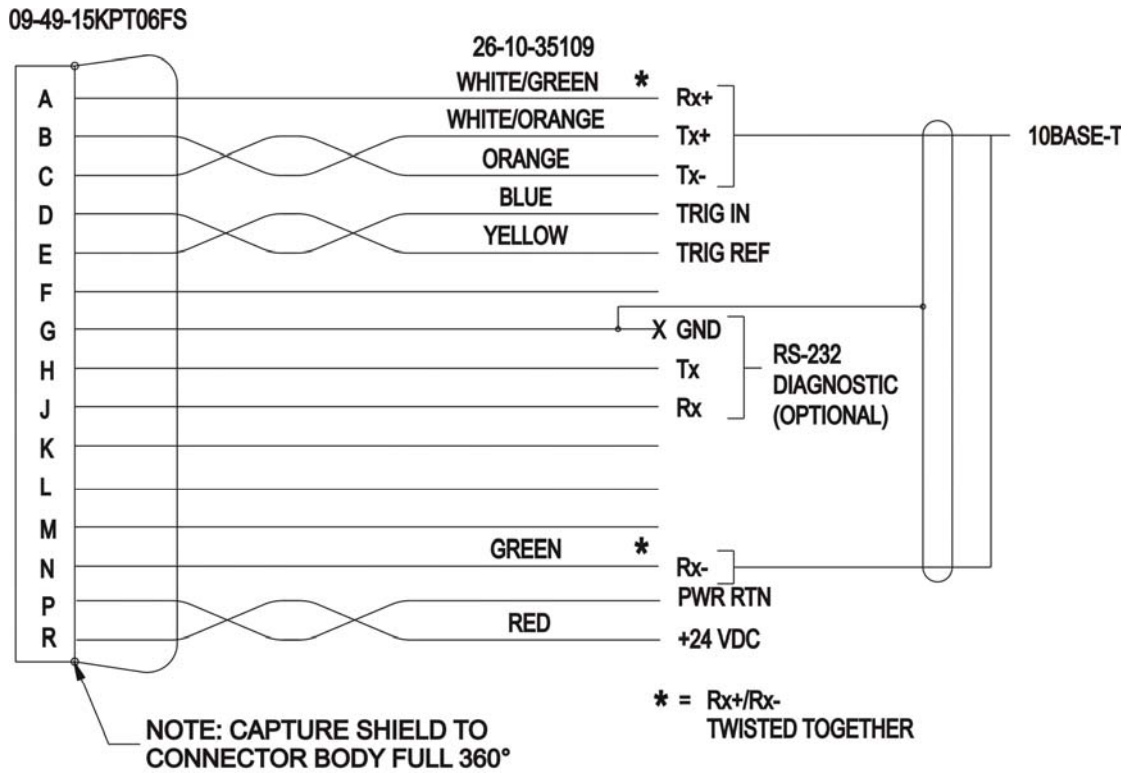 09-49-15KPT06FS
26-10-35109
A WHITE/GREEN * Rx+
B WHITE/ORANGE Tx+ 10BASE-T
C ORANGE Tx-
D BLUE TRIG IN
E YELLOW TRIG REF
F
G X GND
H Tx RS-232
DIAGNOSTIC
J Rx (OPTIONAL)
K
L
M
N GREEN * Rx-
P PWR RTN
R RED +24 VDC
* = Rx+/Rx-
TWISTED TOGETHER
NOTE: CAPTURE SHIELD TO
CONNECTOR BODY FULL 360°